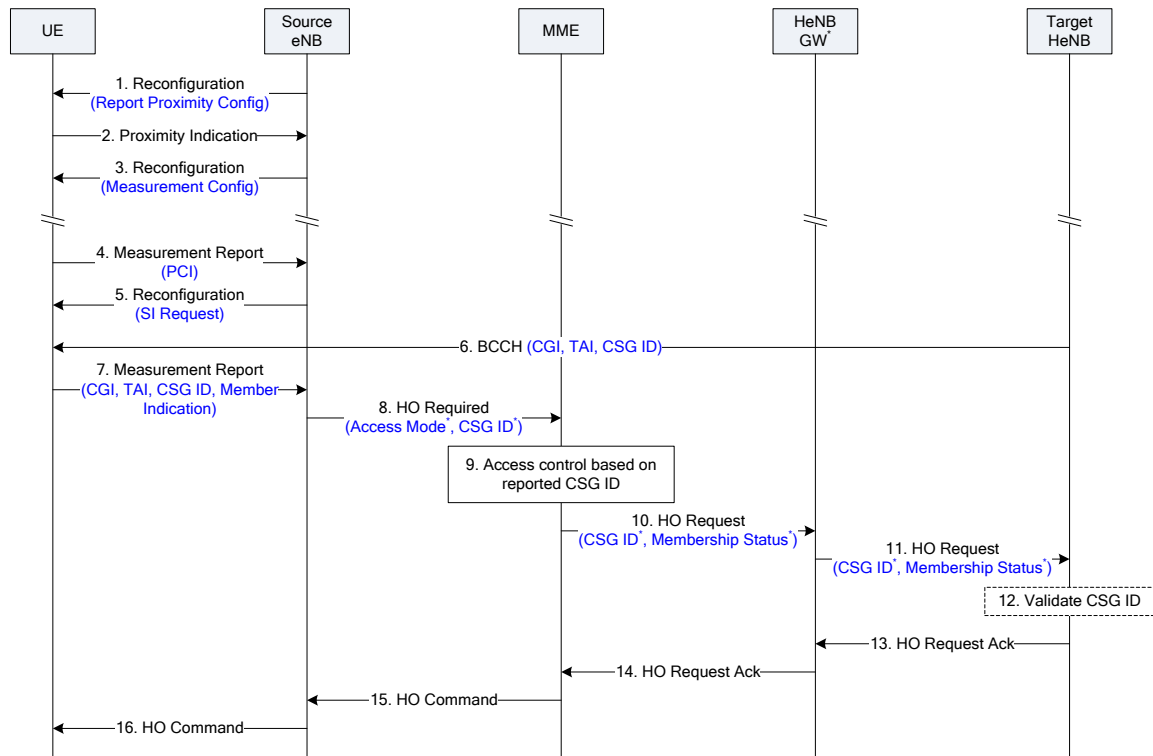 UE
Source
eNB
MME
HeNB
GW*
Target
HeNB
1. Reconfiguration
(Report Proximity Config)
2. Proximity Indication
3. Reconfiguration
(Measurement Config)
4. Measurement Report
(PCI)
5. Reconfiguration
(SI Request)
6. BCCH (CGI, TAI, CSG ID)
7. Measurement Report
(CGI, TAI, CSG ID, Member
Indication)
8. HO Required
(Access Mode*, CSG ID*)
9. Access control based on
reported CSG ID
10. HO Request
(CSG ID*, Membership Status*)
11. HO Request
(CSG ID*, Membership Status*)
12. Validate CSG ID
13. HO Request Ack
14. HO Request Ack
15. HO Command
16. HO Command